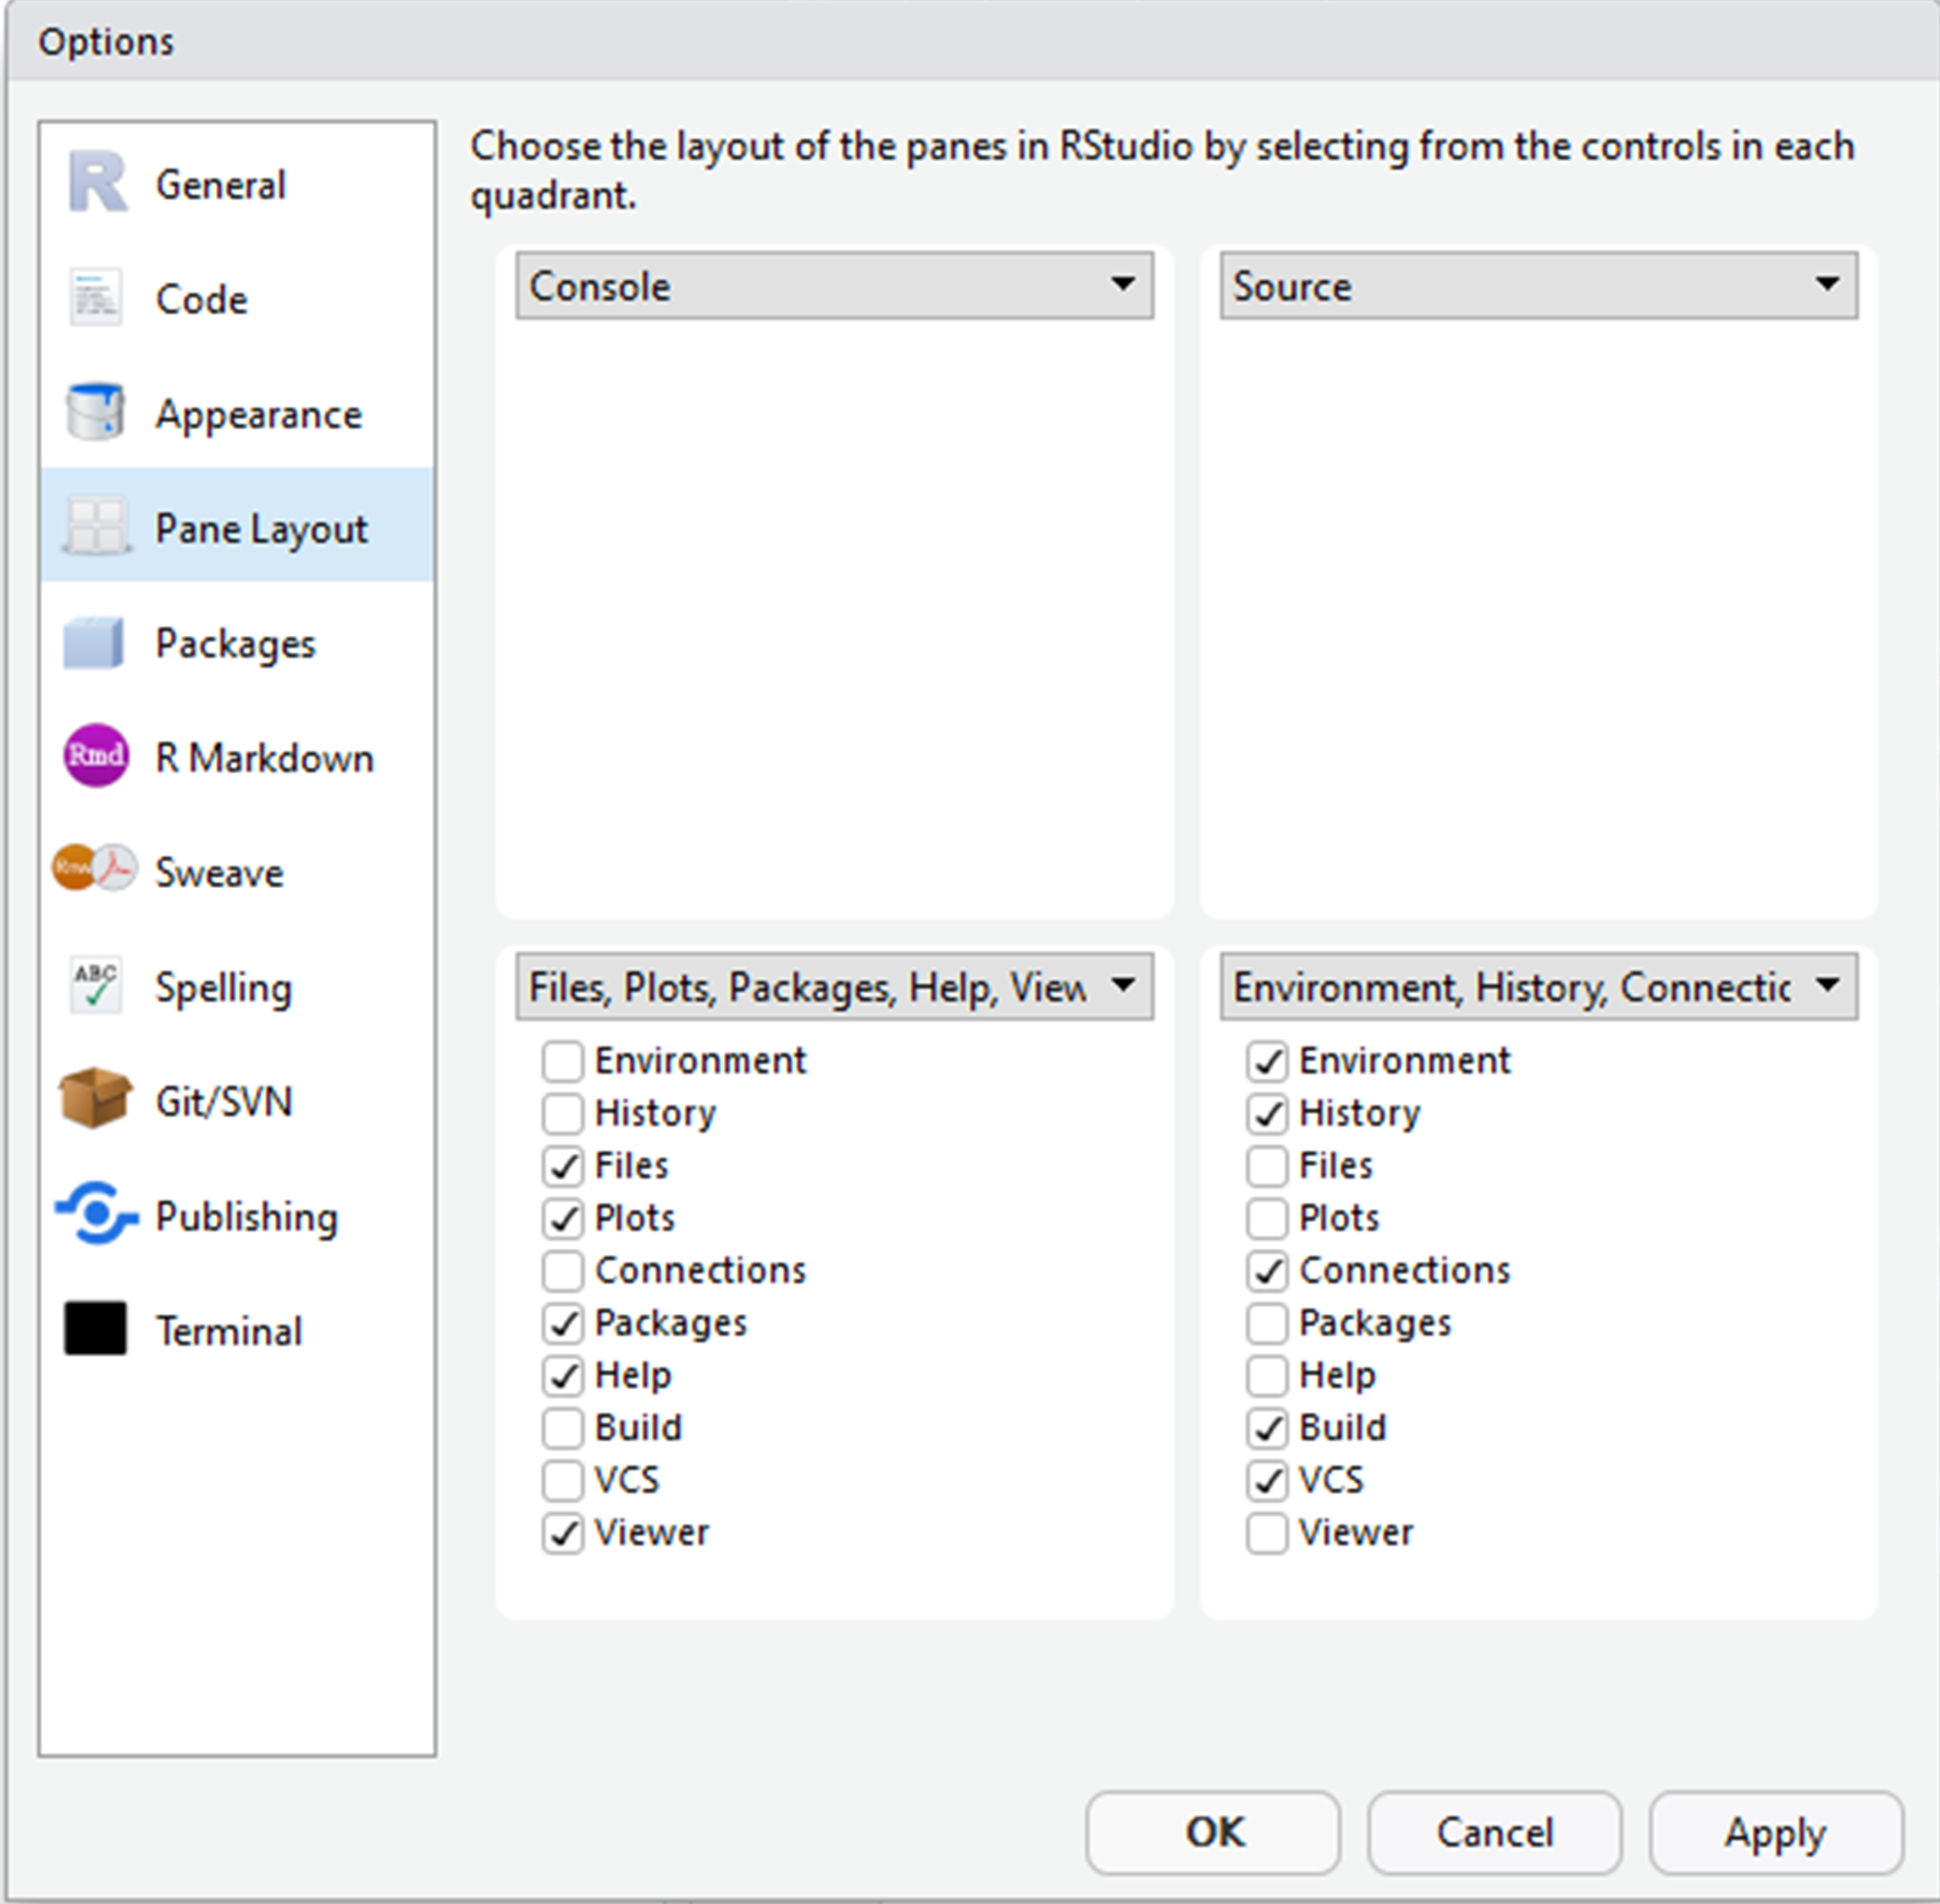 Options
General
Code
Appearance
Pane Layout
Packages
Rmd
R Markdown
Sweave
ABC
Spelling
Git/SVN
Publishing
Terminal
Choose the layout of the panes in RStudio by selecting from the controls in each
quadrant.
Console
Source
Files, Plots, Packages, Help, View
Environment
History
Files
Plots
Connections
Packages
Help
Build
VCS
Viewer
Environment, History, Connectic
Environment
History
Files
Plots
Connections
Packages
Help
Build
VCS
Viewer
OK
Cancel
Apply